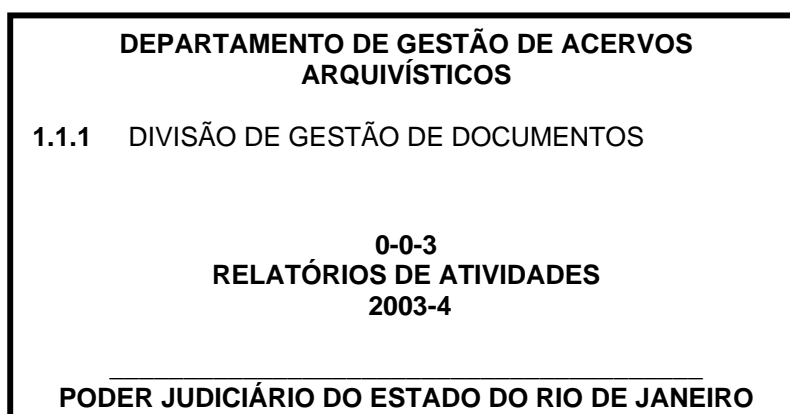 DEPARTAMENTO DE GESTÃO DE ACERVOS
ARQUIVÍSTICOS
1.1.1 DIVISÃO DE GESTÃO DE DOCUMENTOS
0-0-3
RELATÓRIOS DE ATIVIDADES
2003-4
PODER JUDICIÁRIO DO ESTADO DO RIO DE JANEIRO